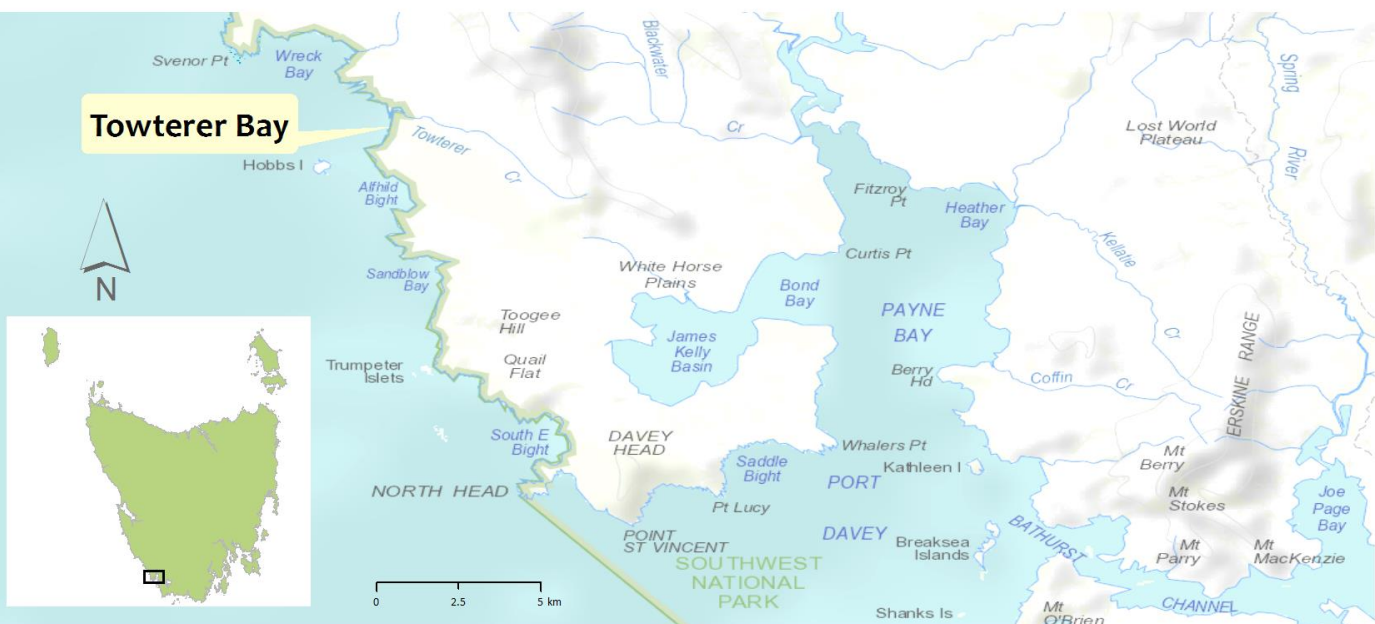 Svenor Pt
Wreck
Bay
Blackwater
Cr
Spring
River
Towterer Bay
Towterer
Cr
Lost World
Plateau
Hobbs I
Alfhild
Bight
Fitzroy
Pt
Heather
Bay
N
Sandblow
Bay
White Horse
Plains
Curtis Pt
Kellatie
Cr
Bond
Bay
PAYNE
BAY
Toogee
Hill
James
Kelly
Basin
Trumpeter
Islets
Quail
Flat
Berry
Hd
Coffin
Cr
ERSKINE RANGE
South E
Bight
DAVEY
HEAD
Whalers Pt
Kathleen I
Saddle
Bight
PORT
DAVEY
Mt
Berry
Mt
Stokes
Joe
Page
Bay
NORTH HEAD
Pt Lucy
POINT
ST VINCENT
Breaksea
Islands
BATHURST
CHANNEL
Mt
Parry
Mt
MacKenzie
SOUTHWEST
NATIONAL
PARK
Shanks Is
Mt
O'Brien
0 2.5 5 km